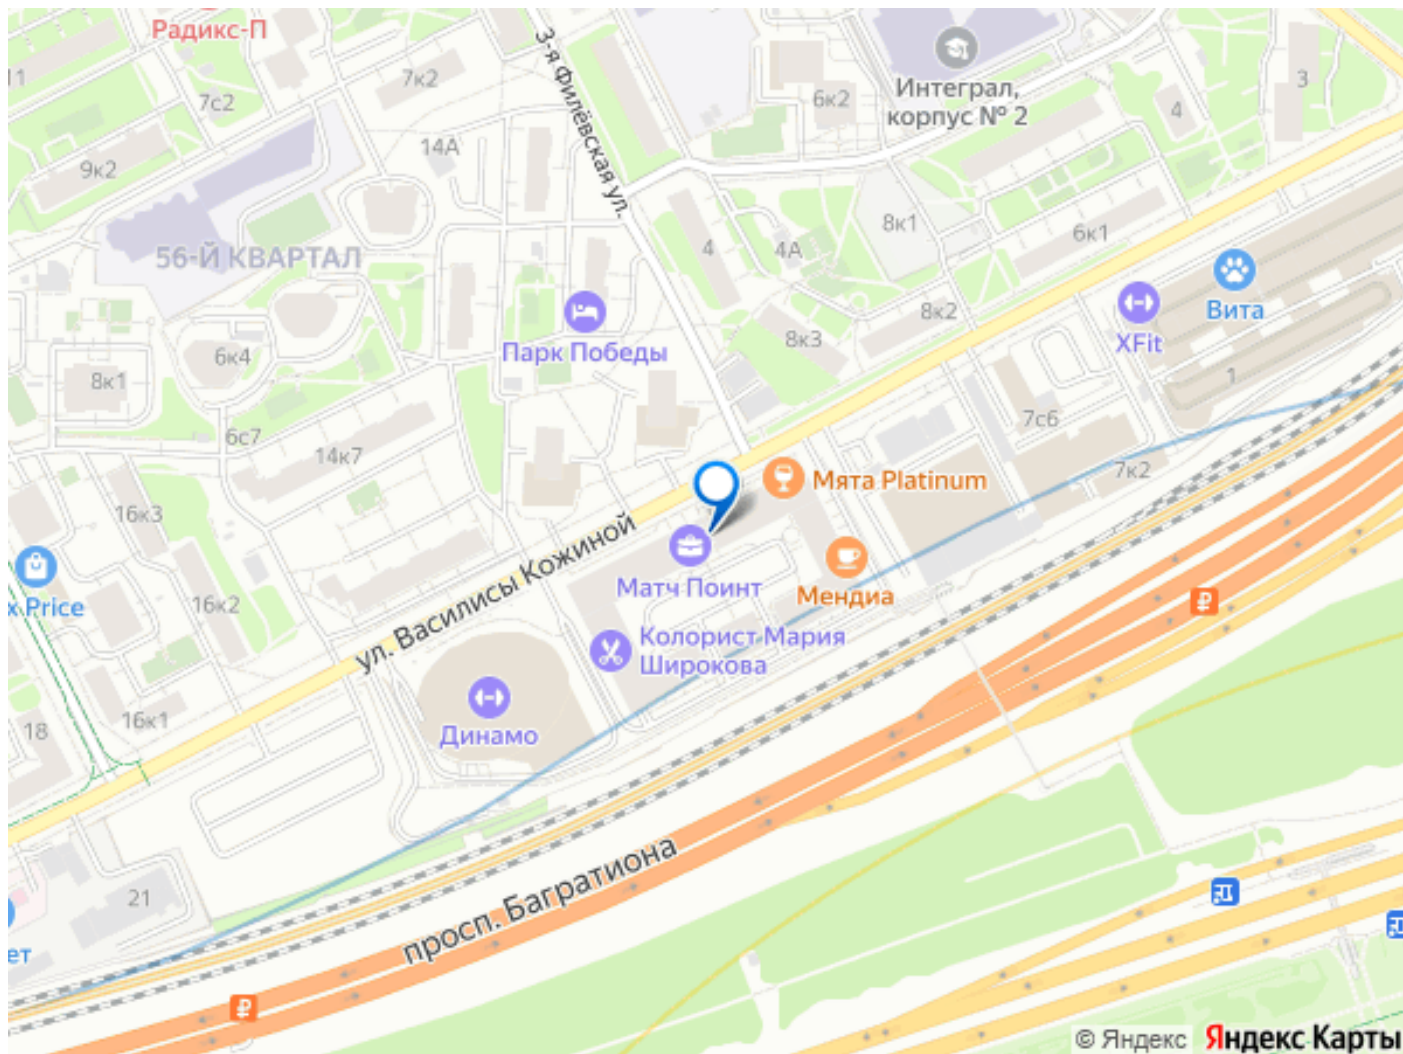 Радикс-П
11
7к2
7с2
3-я Филёвская ул.
Интеграл,
корпус № 2
6к2
3
4
14А
9к2
56-Й КВАРТАЛ
4
4А
8к1
6к1
Вита
XFit
Парк Победы
8к2
8к3
6к4
8к1
1
7с6
6с7
14к7
7к2
Мята Platinum
16к3
Матч Поинт
Мендиа
x Price
16к2
ул. Василисы Кожиной
Колорист Мария
Широкова
18
16к1
Динамо
21
просп. Багратиона
ет
© Яндекс
Яндекс Карты